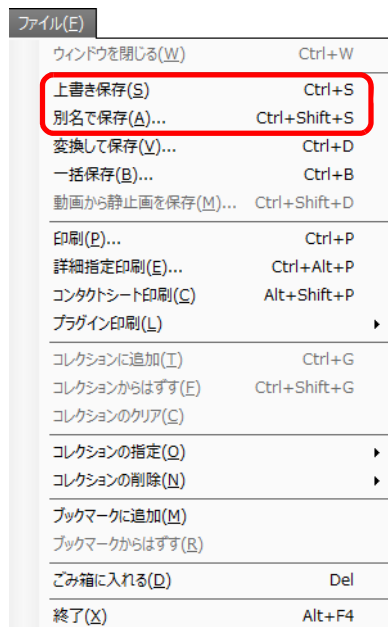 ファイル(F)
ウィンドウを閉じる(W) Ctrl+W
上書き保存(S) Ctrl+S
別名で保存(A)... Ctrl+Shift+S
変換して保存(V)... Ctrl+D
一括保存(B)... Ctrl+B
動画から静止画を保存(M)... Ctrl+Shift+D
印刷(P)... Ctrl+P
詳細指定印刷(E)... Ctrl+Alt+P
コンタクトシート印刷(C) Alt+Shift+P
プラグイン印刷(L)
コレクションに追加(T) Ctrl+G
コレクションからはずす(F) Ctrl+Shift+G
コレクションのクリア(C)
コレクションの指定(O)
コレクションの削除(N)
ブックマークに追加(M)
ブックマークからはずす(R)
ごみ箱に入れる(D) Del
終了(X) Alt+F4